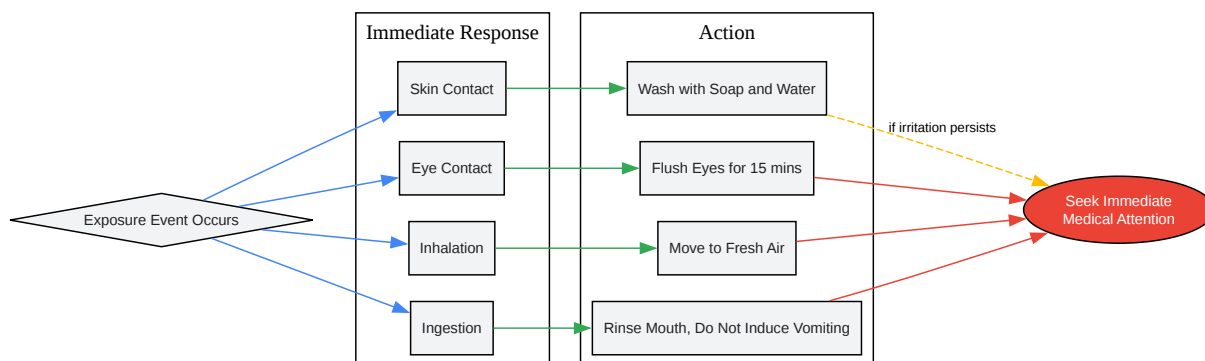 Immediate Response
Action
Exposure Event Occurs
Skin Contact
Wash with Soap and Water
if irritation persists
Eye Contact
Flush Eyes for 15 mins
Inhalation
Move to Fresh Air
Ingestion
Rinse Mouth, Do Not Induce Vomiting
Seek Immediate
Medical Attention